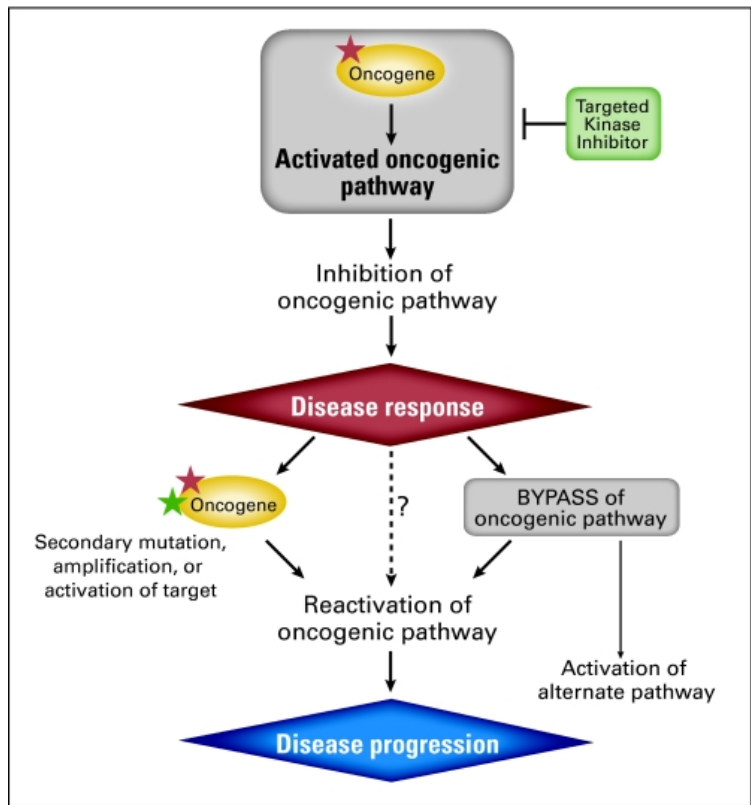 Oncogene
Targeted
Kinase
Inhibitor
Activated oncogenic
pathway
Inhibition of
oncogenic pathway
Disease response
Oncogene
Secondary mutation,
amplification, or
activation of target
?
BYPASS of
oncogenic pathway
Reactivation of
oncogenic pathway
Activation of
alternate pathway
Disease progression